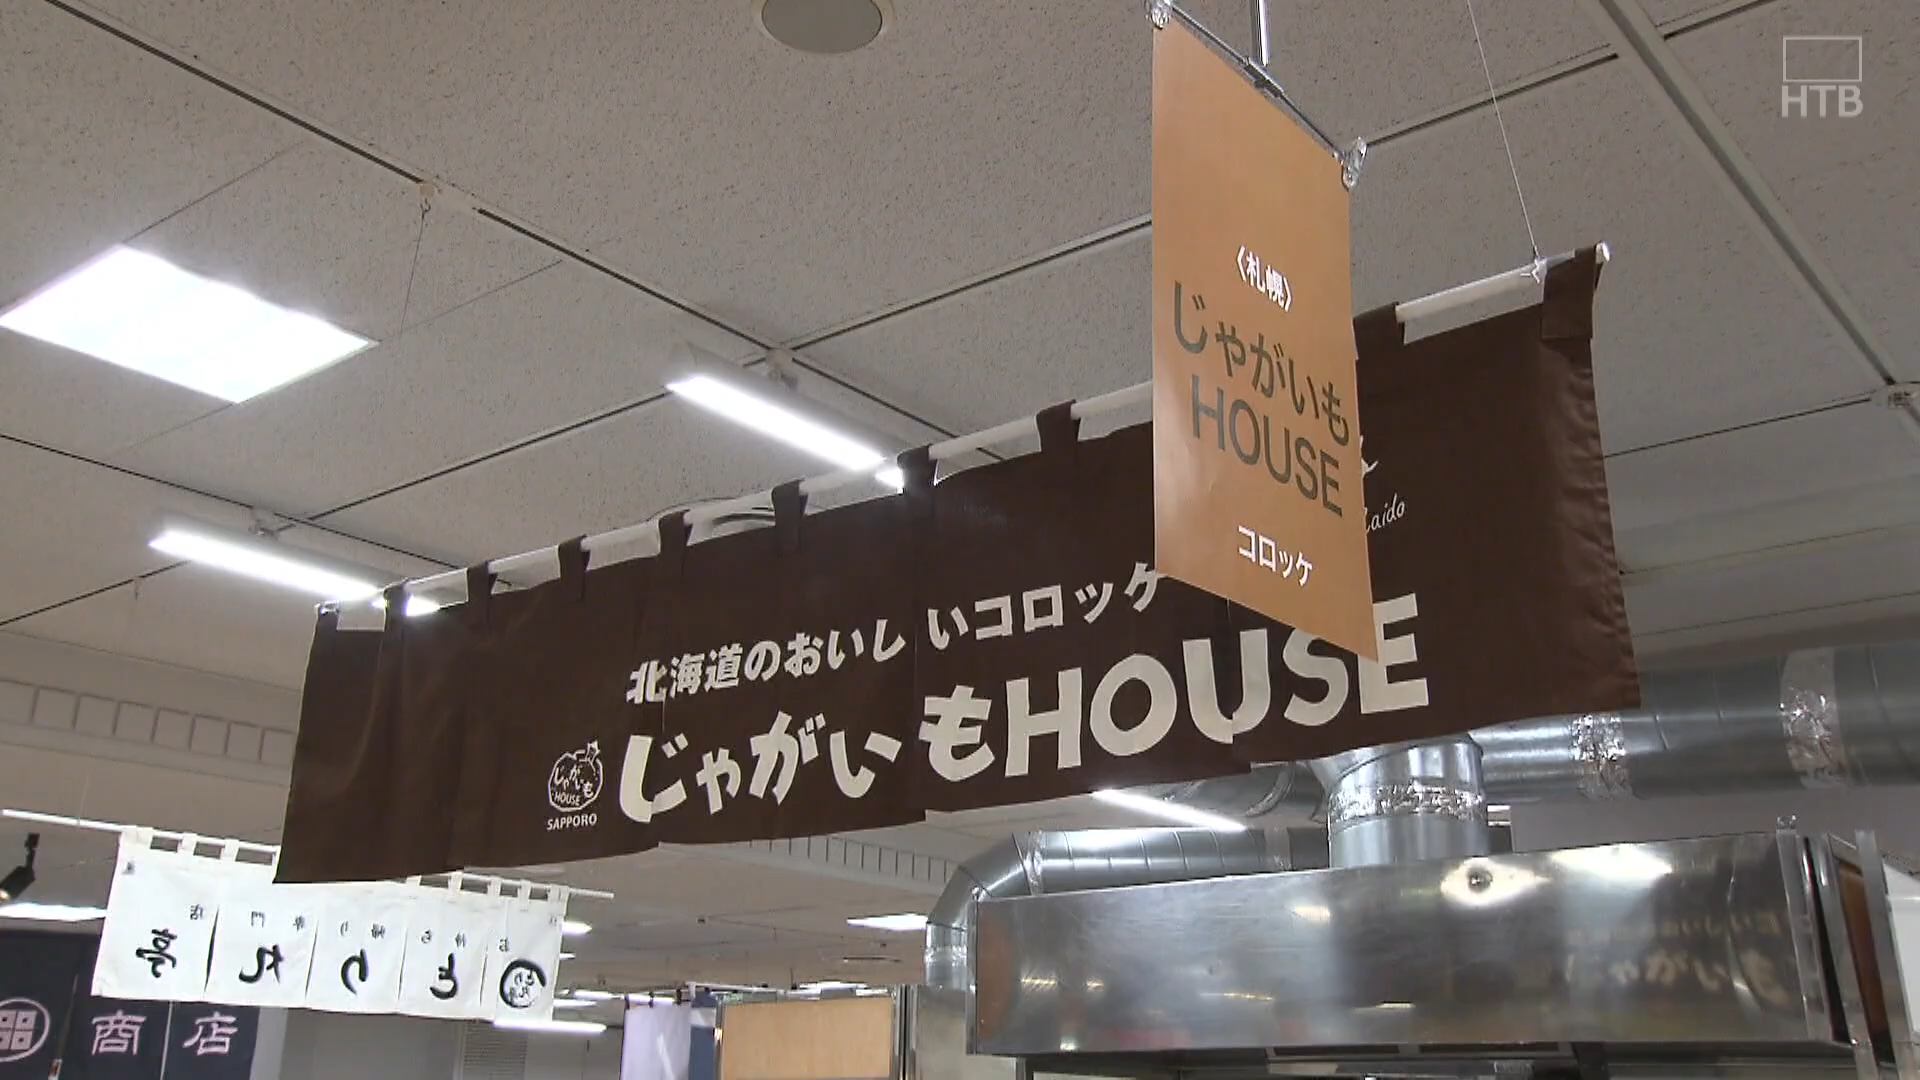 HTB
〈札幌〉
じゃがいも
HOUSE
コロッケ
北海道のおいしいコロッケ
じゃがいもHOUSE
じゃがいも
HOUSE
SAPPORO
商店